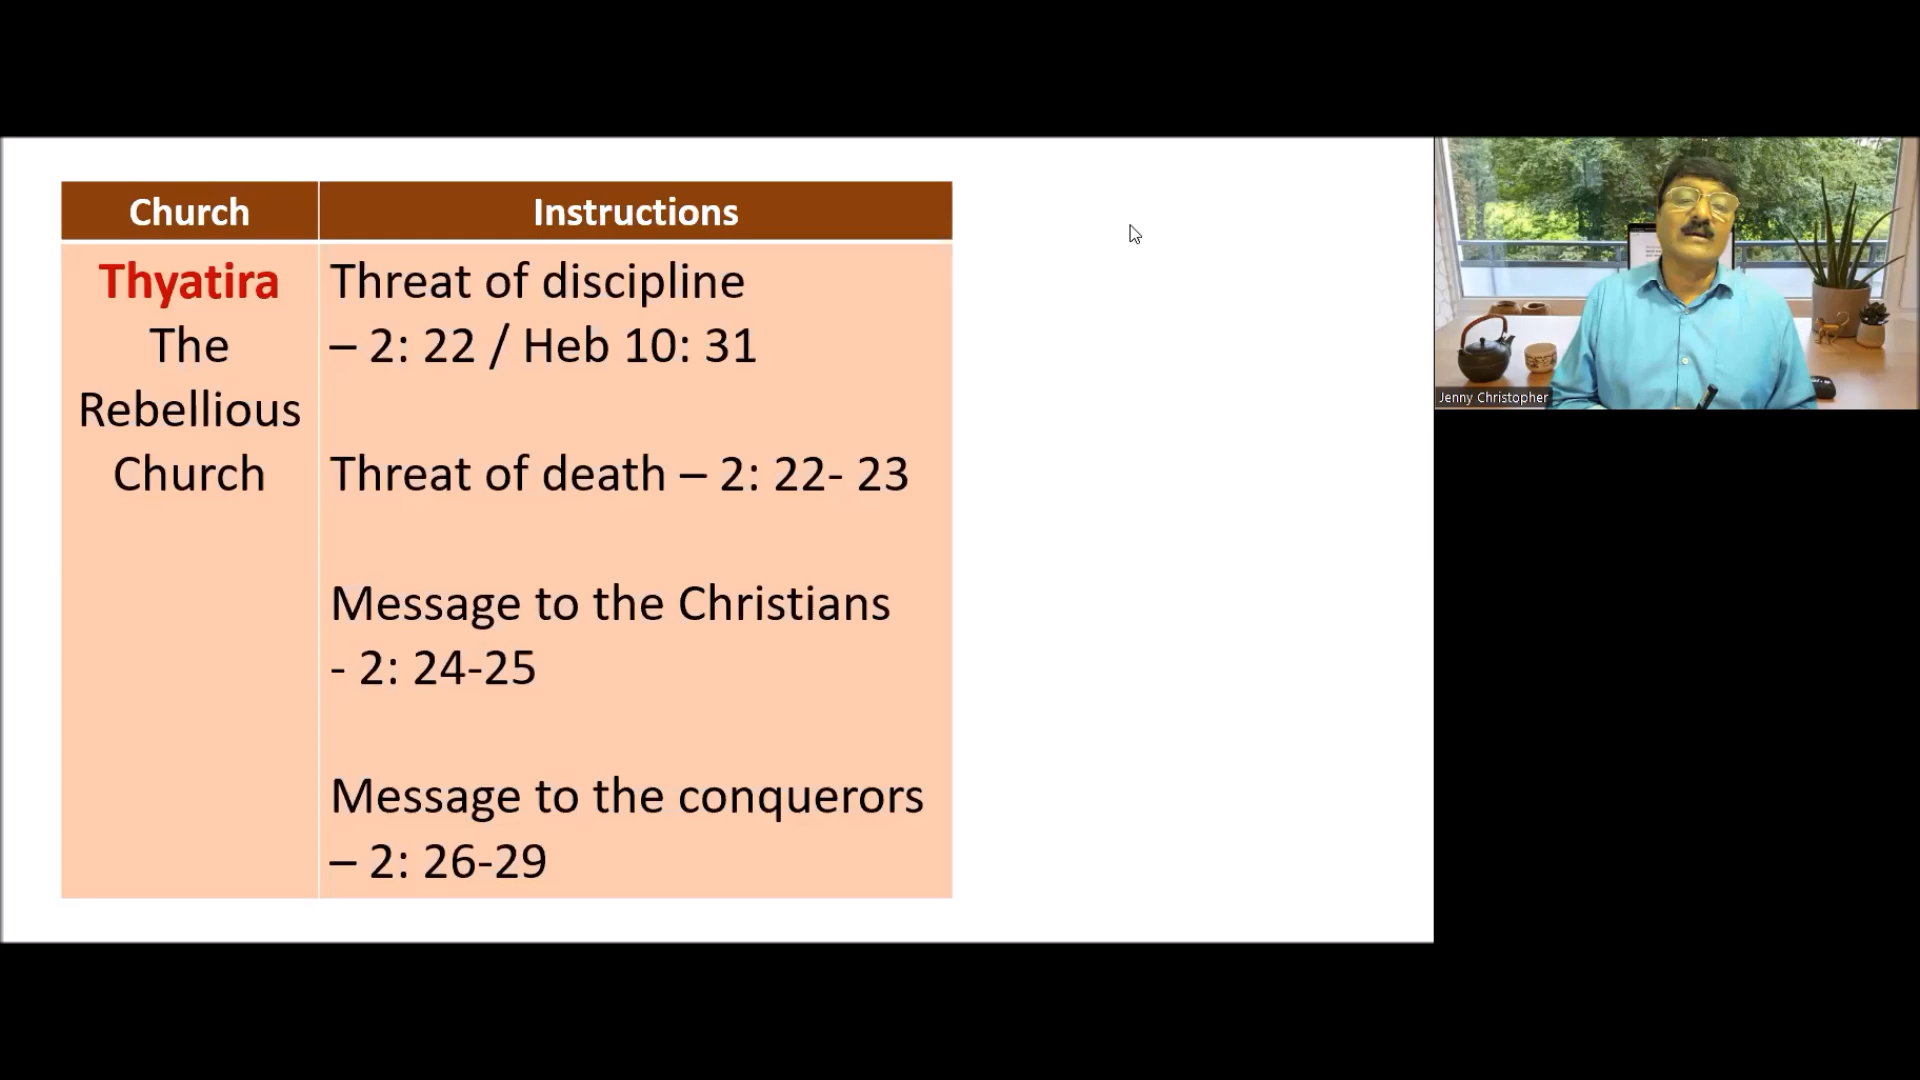 Church
Instructions
Thyatira
The
Rebellious
Church
Threat of discipline
– 2: 22 / Heb 10: 31
Threat of death – 2: 22- 23
Message to the Christians
- 2: 24-25
Message to the conquerors
– 2: 26-29
Jenny Christopher